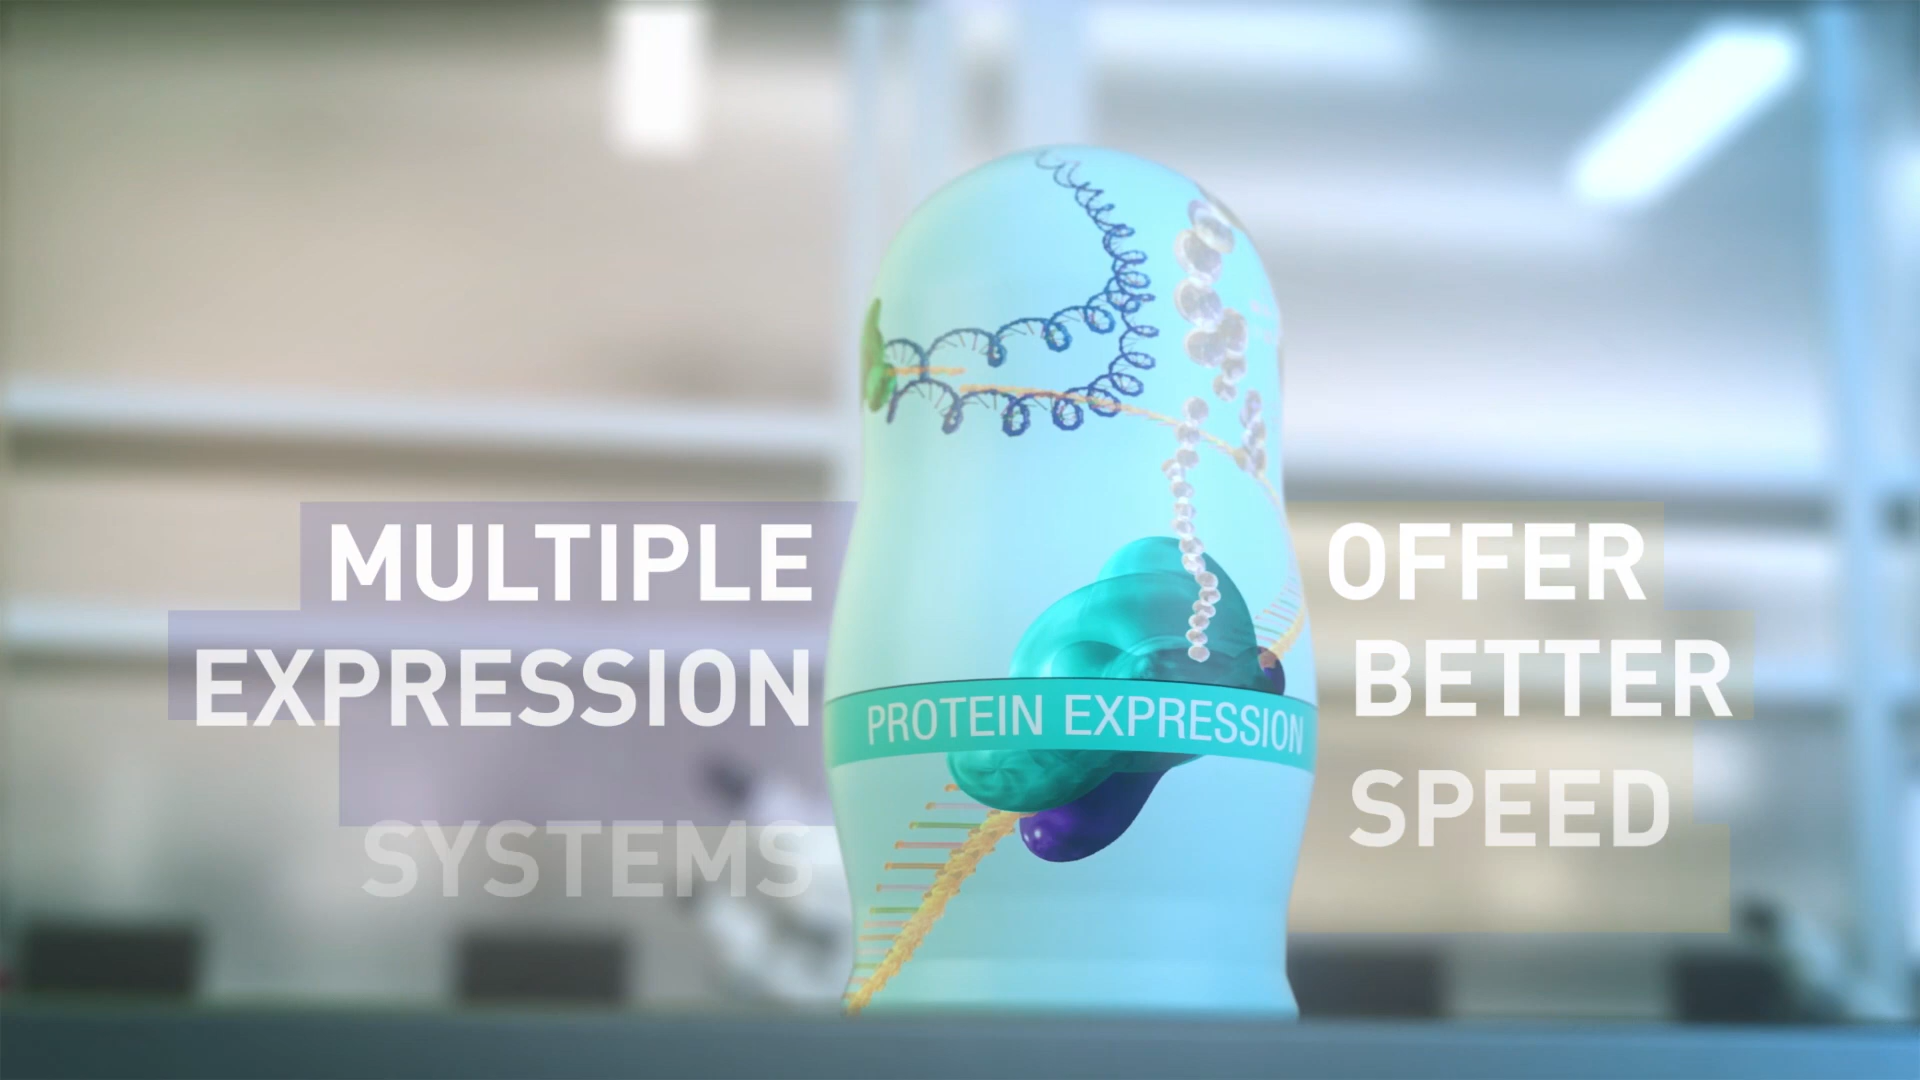 MULTIPLE
EXPRESSION
SYSTEMS
PROTEIN EXPRESSION
OFFER
BETTER
SPEED